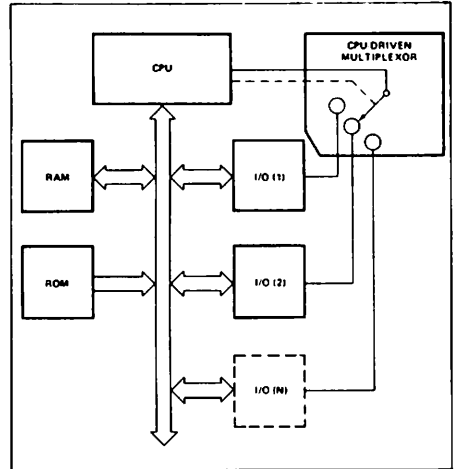 CPU
CPU DRIVEN
MULTIPLEXOR
RAM
I/O (1)
ROM
I/O (2)
I/O (N)